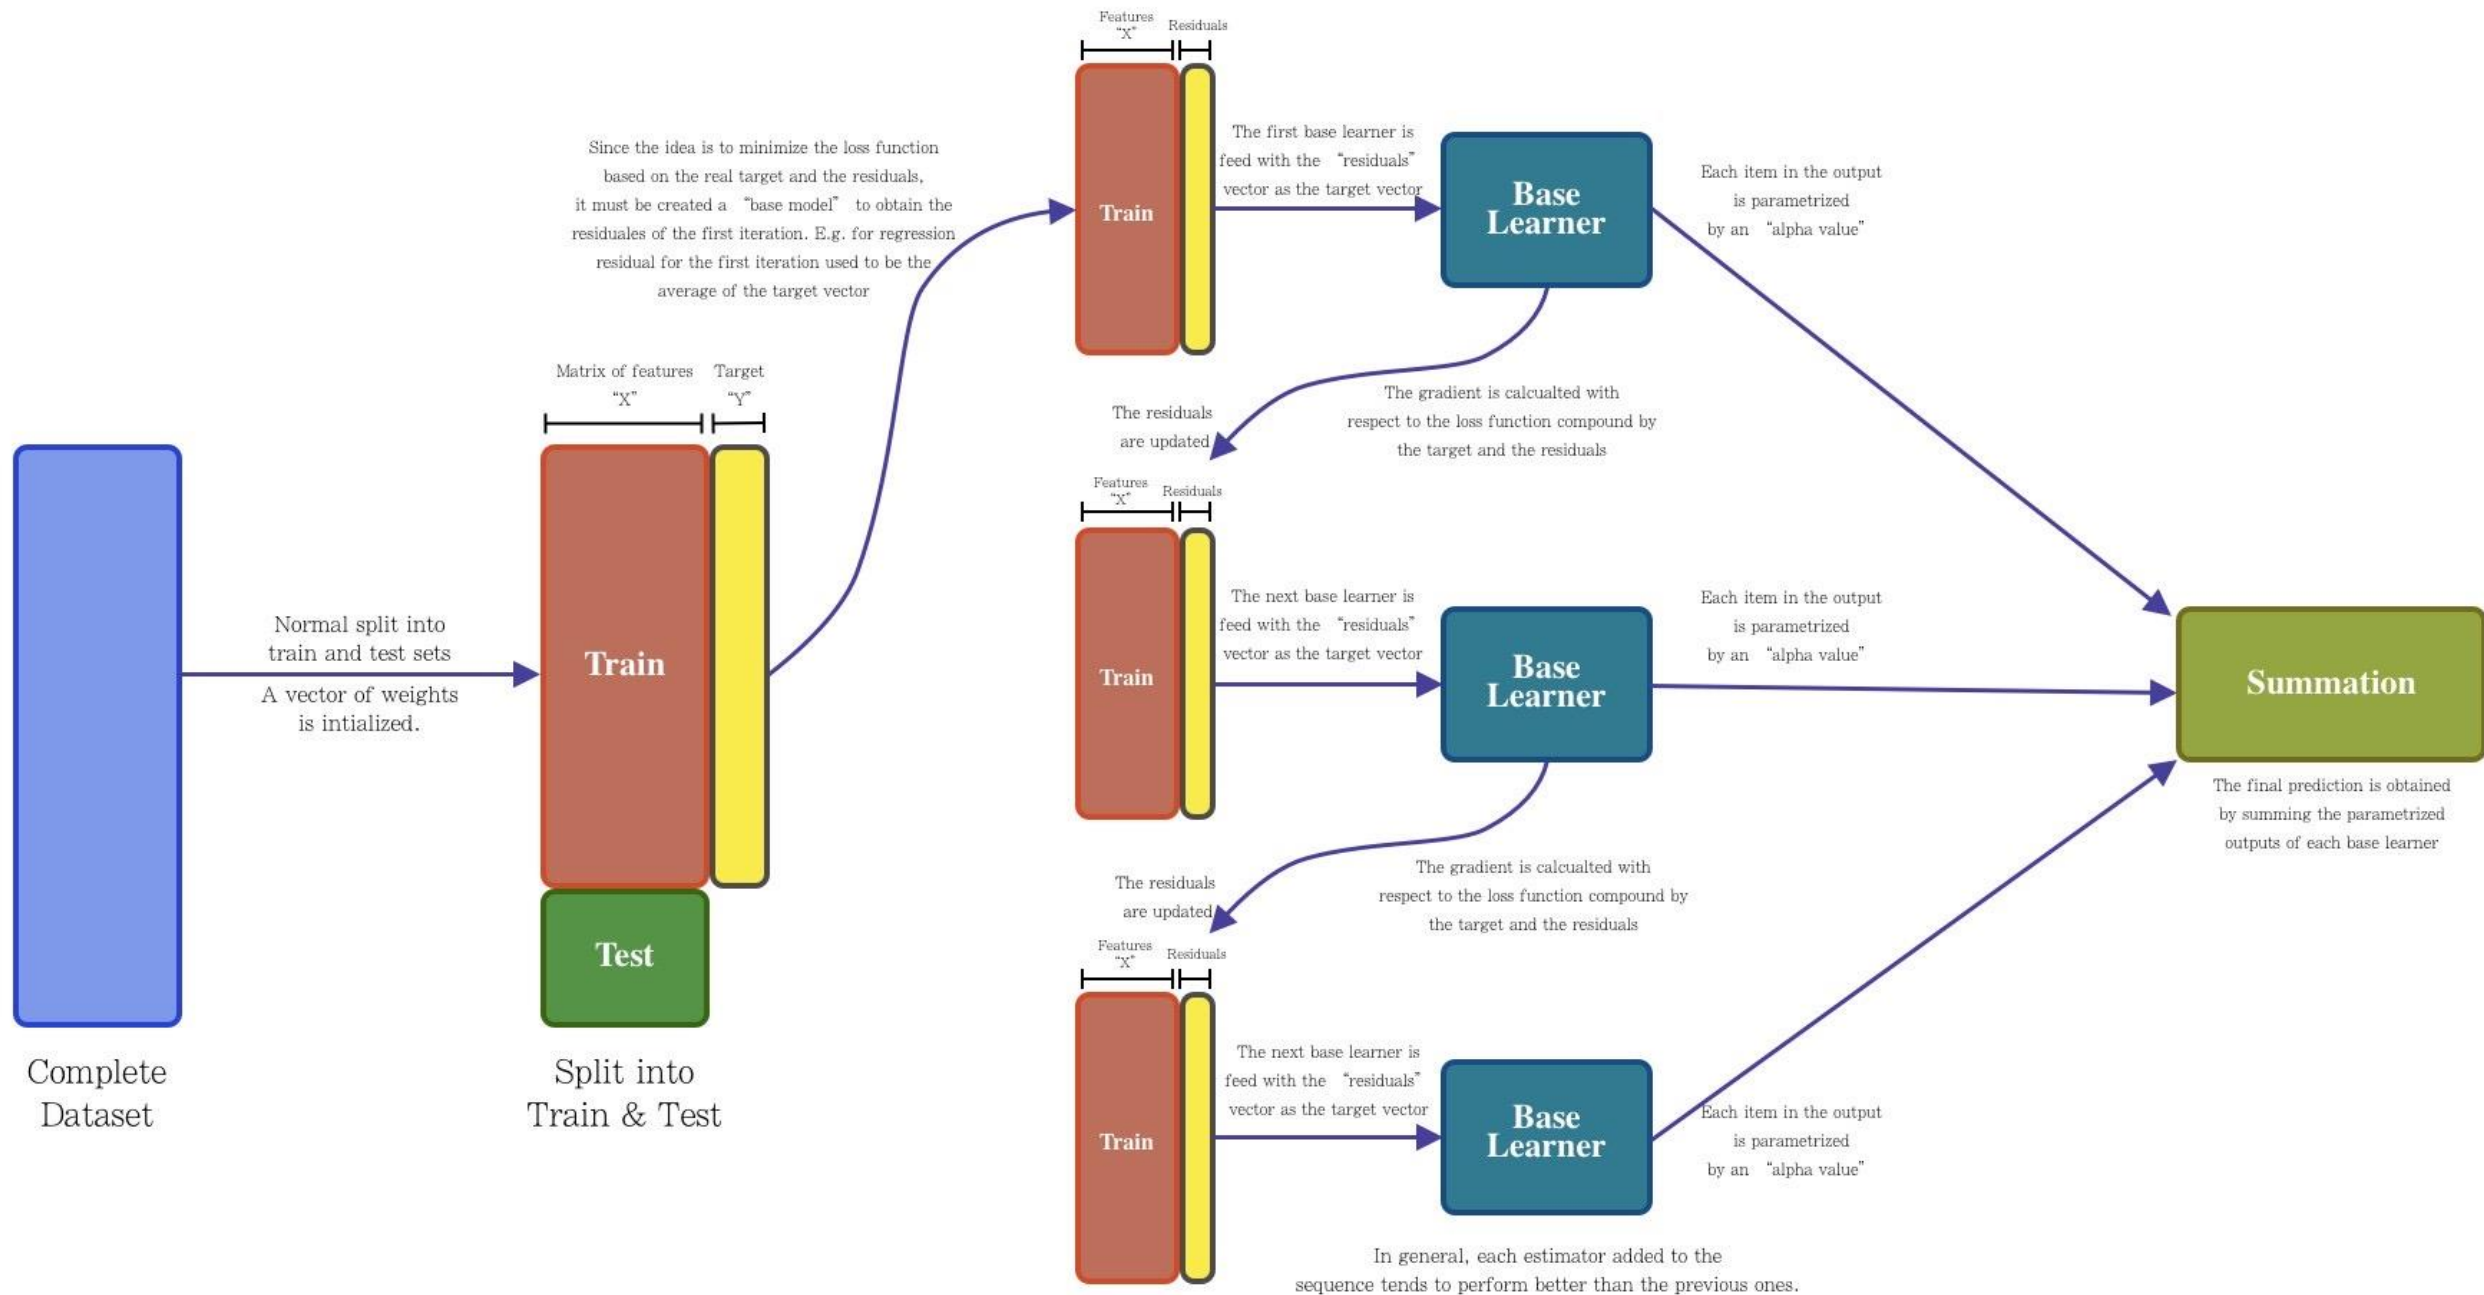 Complete
Dataset
Normal split into
train and test sets
A vector of weights
is intialized.
Matrix of features
“X”
Target
“Y”
Train
Test
Split into
Train & Test
Since the idea is to minimize the loss function
based on the real target and the residuals,
it must be created a “base model” to obtain the
residuales of the first iteration. E.g. for regression
residual for the first iteration used to be the
average of the target vector
Features
“X”
Residuals
Train
The first base learner is
feed with the “residuals”
vector as the target vector
Base
Learner
Each item in the output
is parametrized
by an “alpha value”
The gradient is calcualted with
respect to the loss function compound by
the target and the residuals
The residuals
are updated
Features
“X”
Residuals
Train
The next base learner is
feed with the “residuals”
vector as the target vector
Base
Learner
Each item in the output
is parametrized
by an “alpha value”
The gradient is calcualted with
respect to the loss function compound by
the target and the residuals
The residuals
are updated
Features
“X”
Residuals
Train
The next base learner is
feed with the “residuals”
vector as the target vector
Base
Learner
Each item in the output
is parametrized
by an “alpha value”
In general, each estimator added to the
sequence tends to perform better than the previous ones.
Summation
The final prediction is obtained
by summing the parametrized
outputs of each base learner